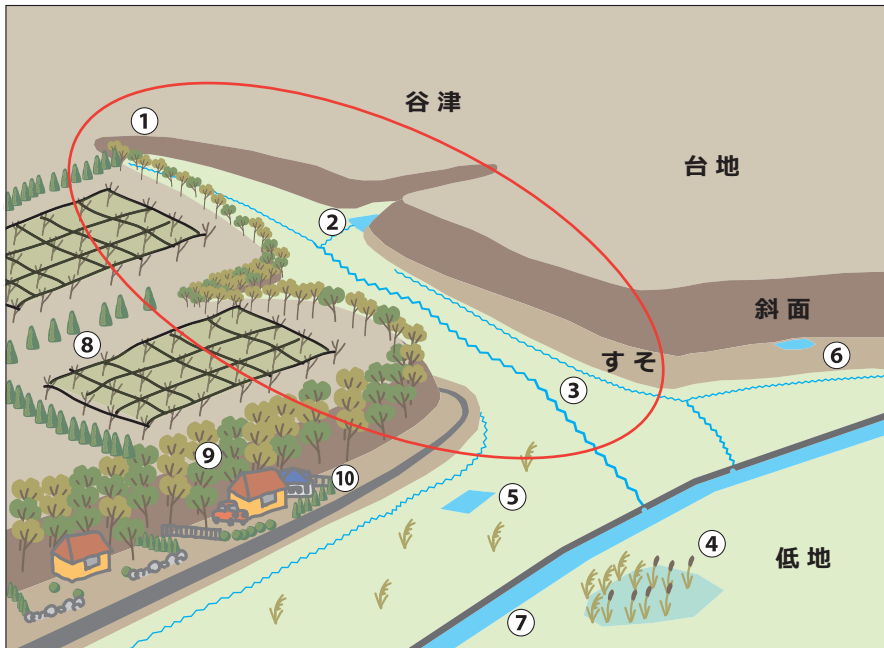 谷津
①
台地
②
斜面
⑥
すそ
⑧
③
⑨
⑩
⑤
④
低地
⑦